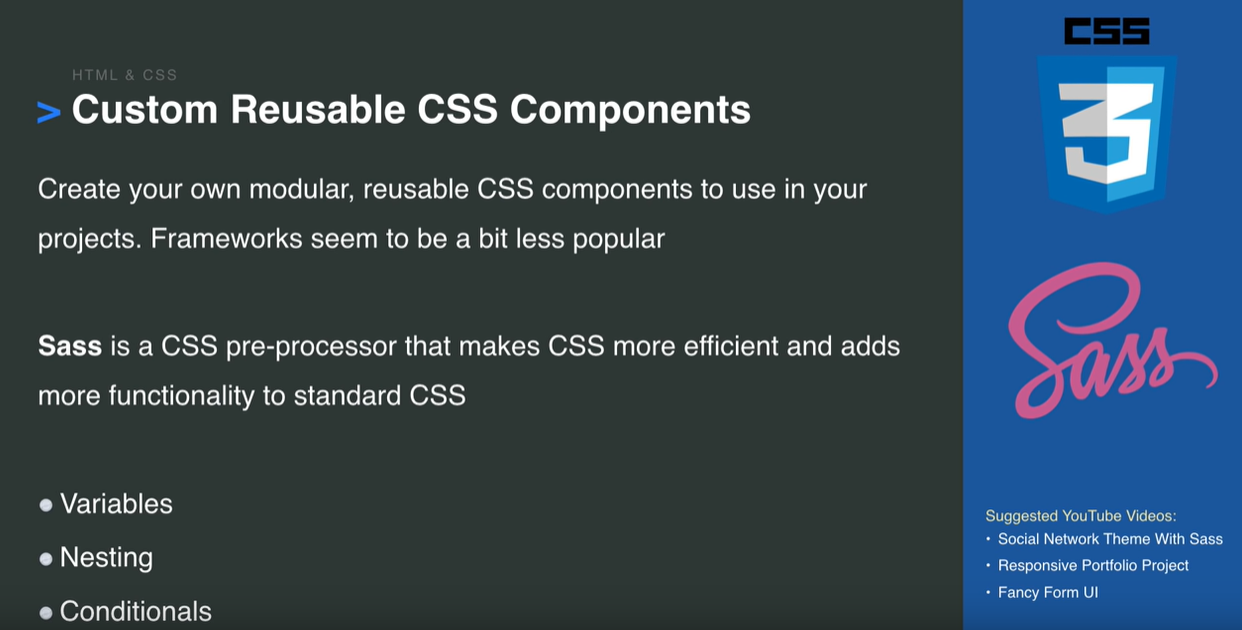 HTML & CSS
> Custom Reusable CSS Components
Create your own modular, reusable CSS components to use in your
projects. Frameworks seem to be a bit less popular
Sass is a CSS pre-processor that makes CSS more efficient and adds
more functionality to standard CSS
• Variables
• Nesting
• Conditionals
CSS
3
Sass
Suggested YouTube Videos:
• Social Network Theme With Sass
• Responsive Portfolio Project
• Fancy Form UI